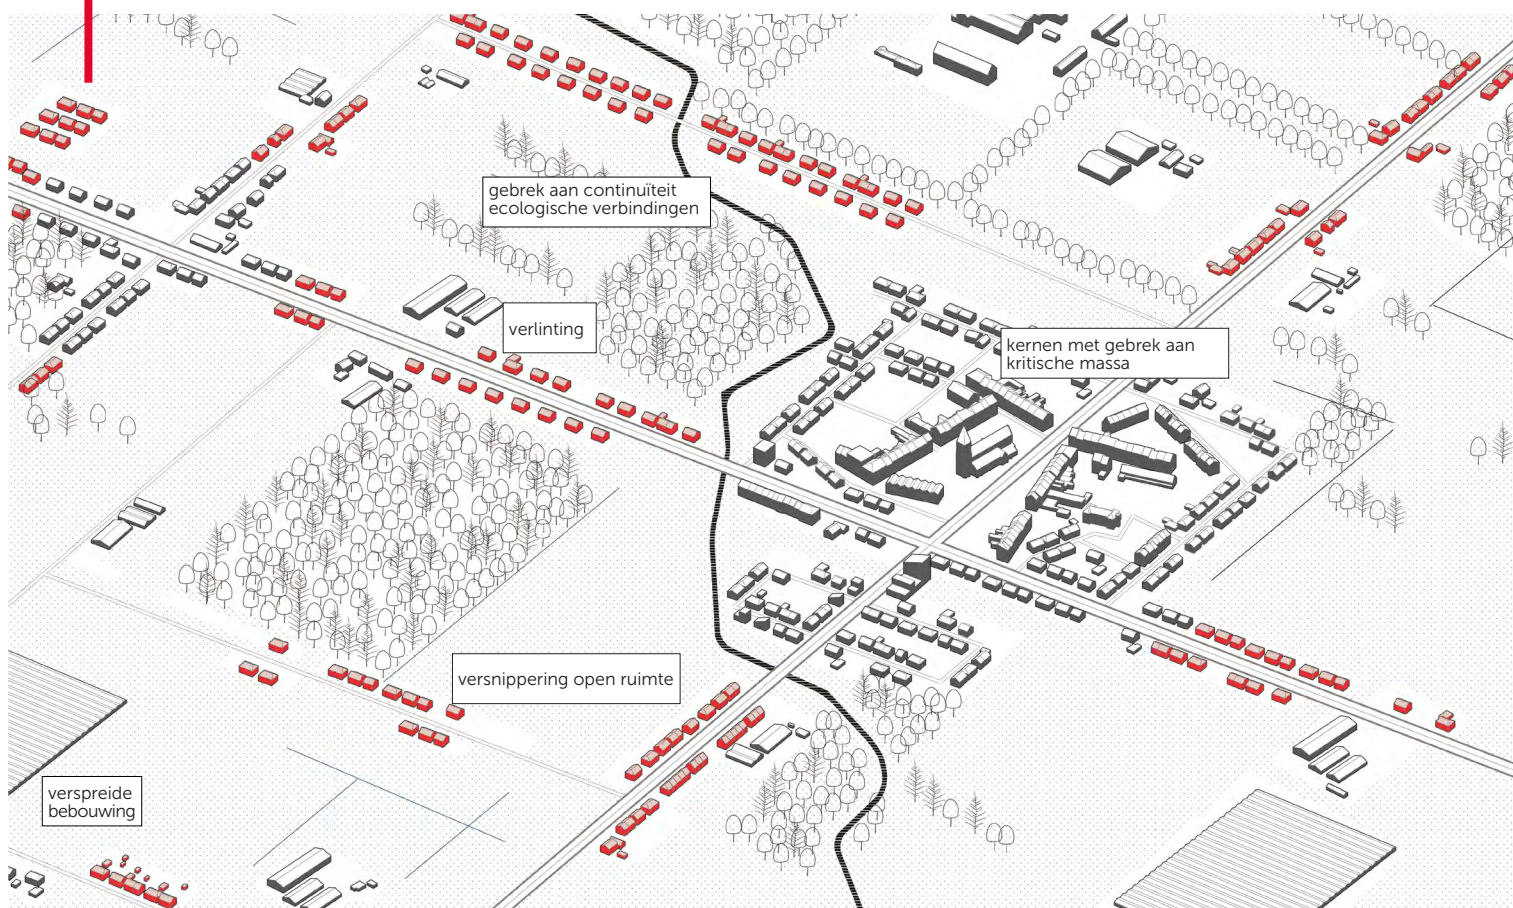 gebrek aan continuïteit
ecologische verbindingen
verlinting
kernen met gebrek aan
kritische massa
versnippering open ruimte
verspreide
bebouwing